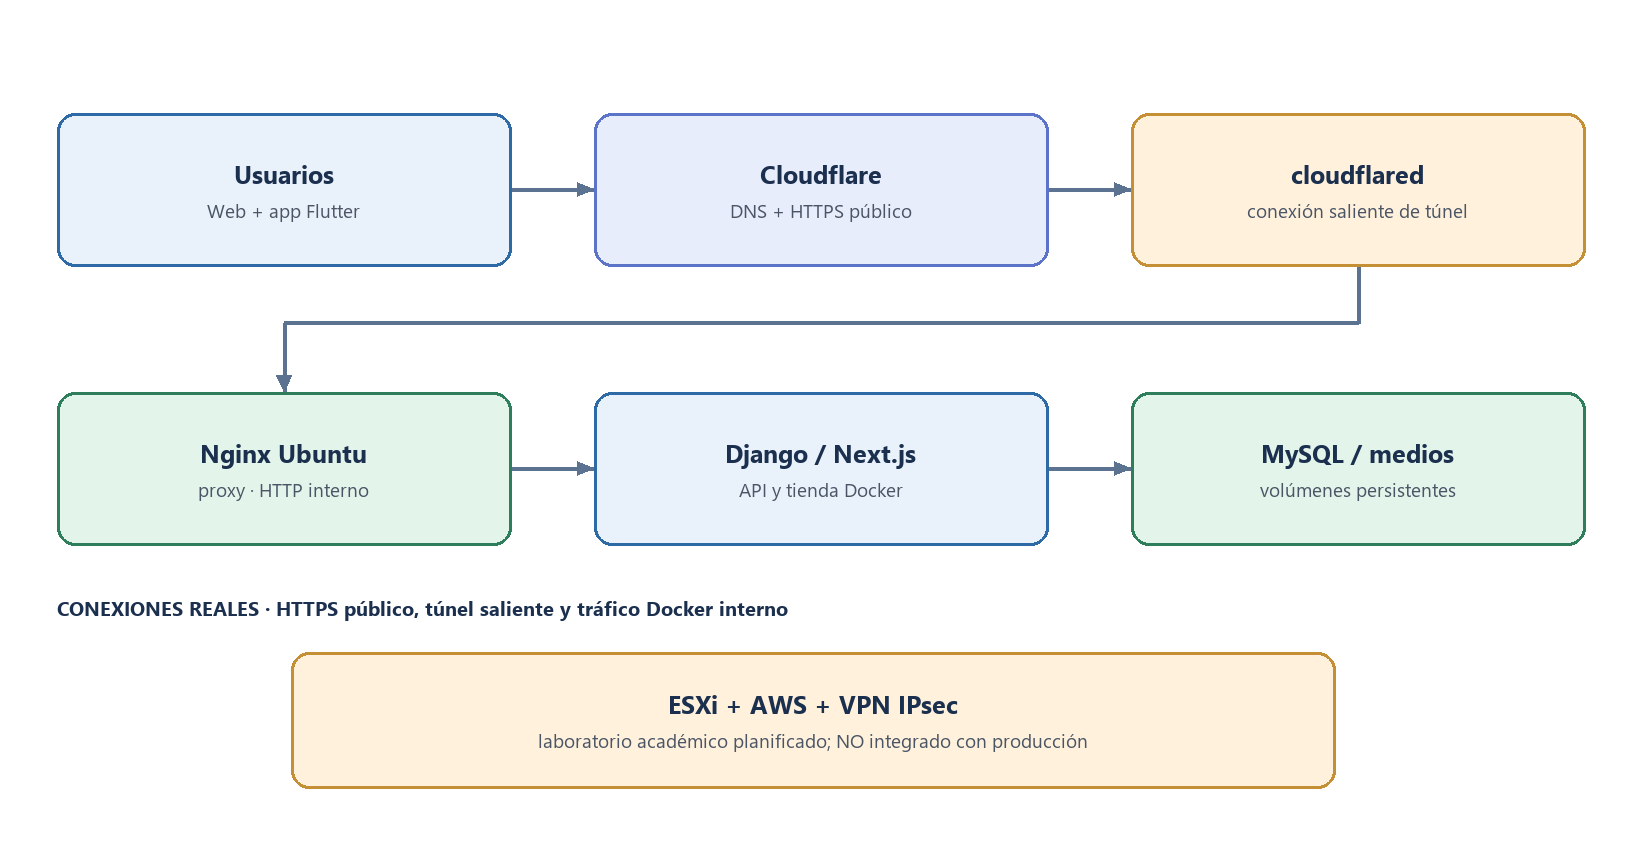 Usuarios
Web + app Flutter
Cloudflare
DNS + HTTPS público
cloudflared
conexión saliente de túnel
Nginx Ubuntu
proxy · HTTP interno
Django / Next.js
API y tienda Docker
MySQL / medios
volúmenes persistentes
CONEXIONES REALES · HTTPS público, túnel saliente y tráfico Docker interno
ESXi + AWS + VPN IPsec
laboratorio académico planificado; NO integrado con producción